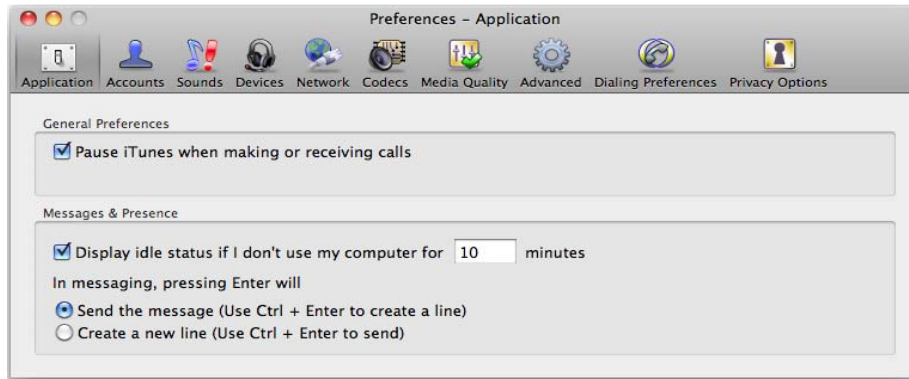 Preferences – Application
Application Accounts Sounds Devices Network Codecs Media Quality Advanced Dialing Preferences Privacy Options
General Preferences
Pause iTunes when making or receiving calls
Messages & Presence
Display idle status if I don't use my computer for 10 minutes
In messaging, pressing Enter will
Send the message (Use Ctrl + Enter to create a line)
Create a new line (Use Ctrl + Enter to send)